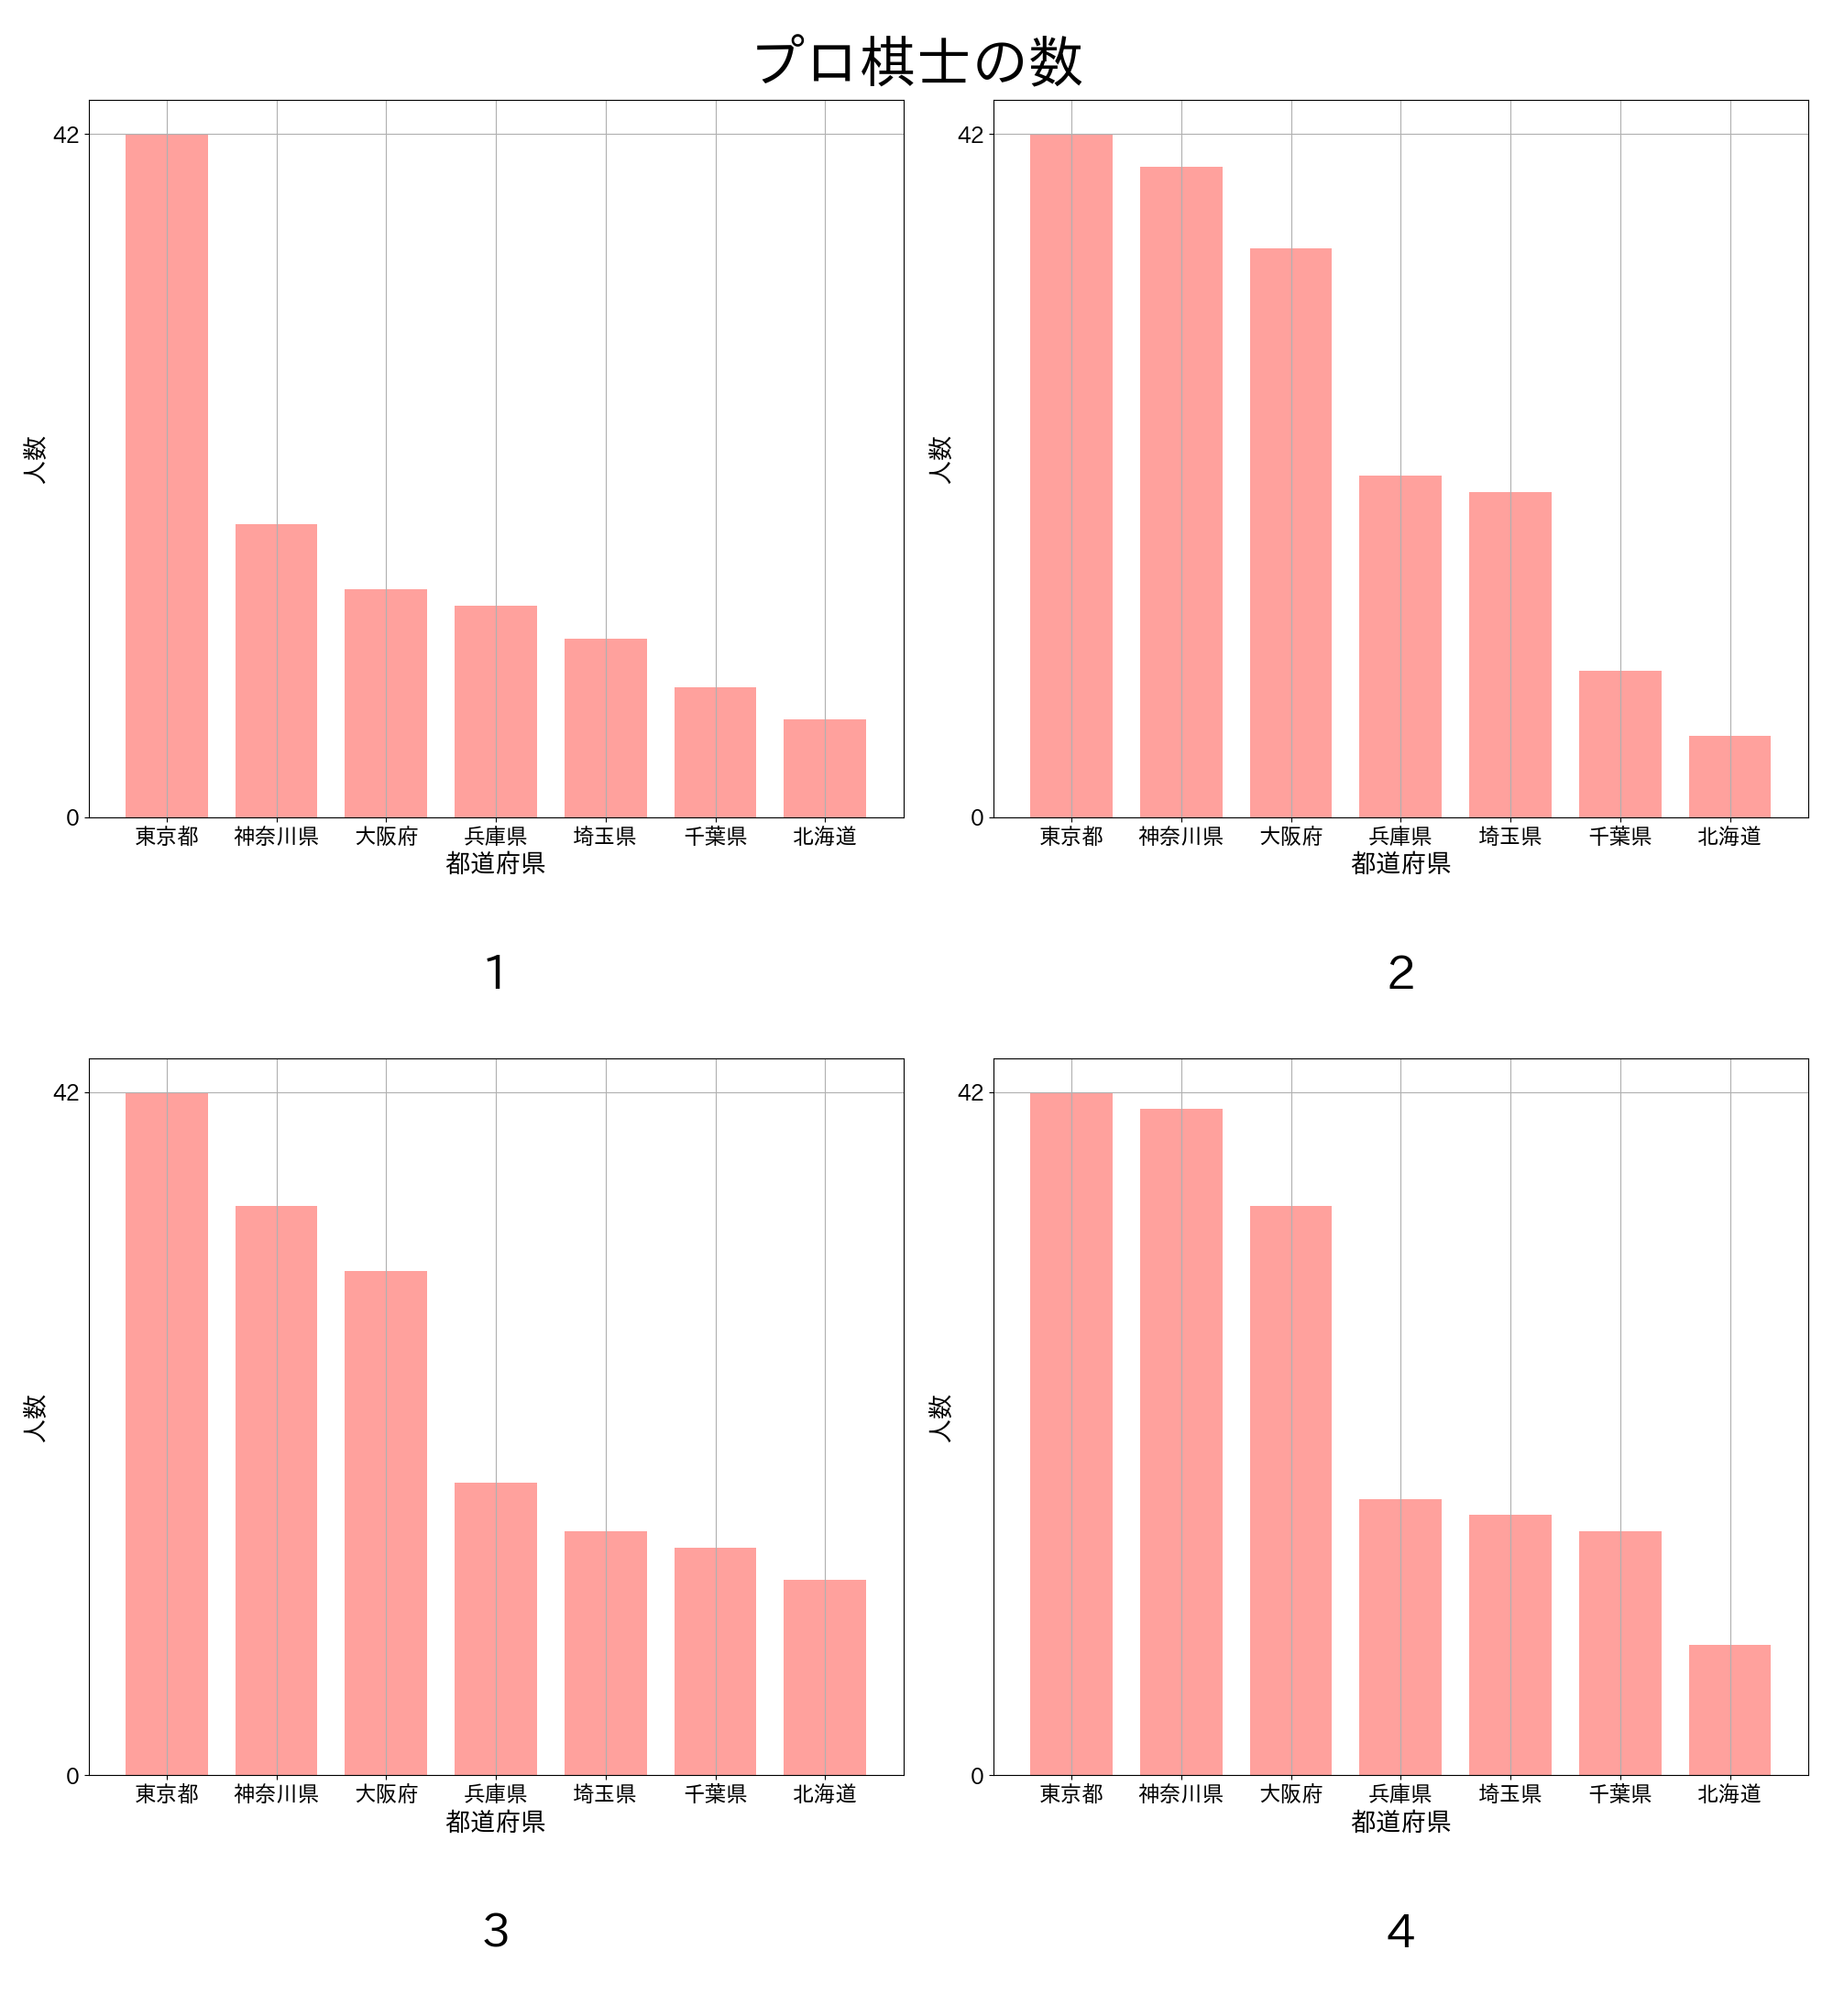 プロ棋士の数
42
人数
0
東京都 神奈川県 大阪府 兵庫県 埼玉県 千葉県 北海道
都道府県
1
42
人数
0
東京都 神奈川県 大阪府 兵庫県 埼玉県 千葉県 北海道
都道府県
2
42
人数
0
東京都 神奈川県 大阪府 兵庫県 埼玉県 千葉県 北海道
都道府県
3
42
人数
0
東京都 神奈川県 大阪府 兵庫県 埼玉県 千葉県 北海道
都道府県
4